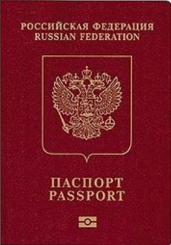 РОССИЙСКАЯ ФЕДЕРАЦИЯ
RUSSIAN FEDERATION
ПАСПОРТ
PASSPORT